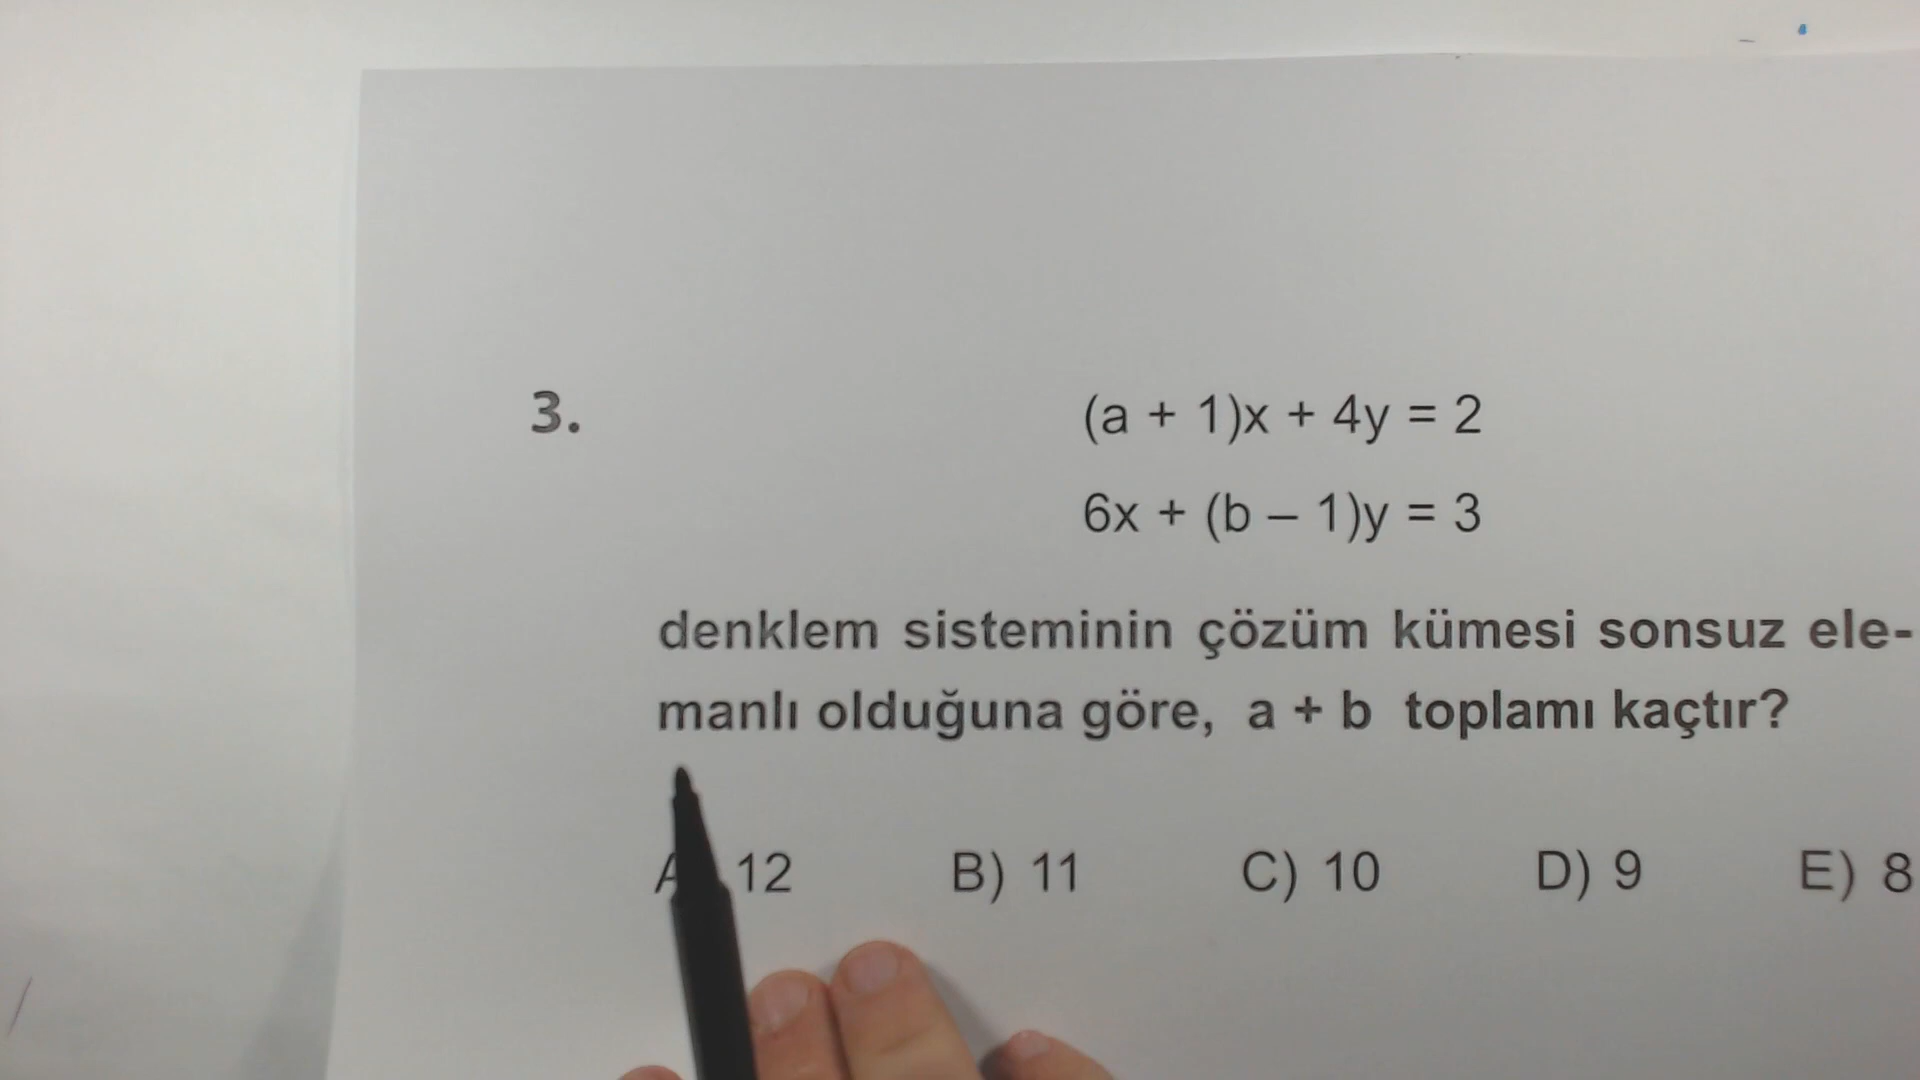 3. (a + 1)x + 4y = 2
6x + (b – 1)y = 3
denklem sisteminin çözüm kümesi sonsuz ele-
manlı olduğuna göre, a + b toplamı kaçtır?
A 12 B) 11 C) 10 D) 9 E) 8